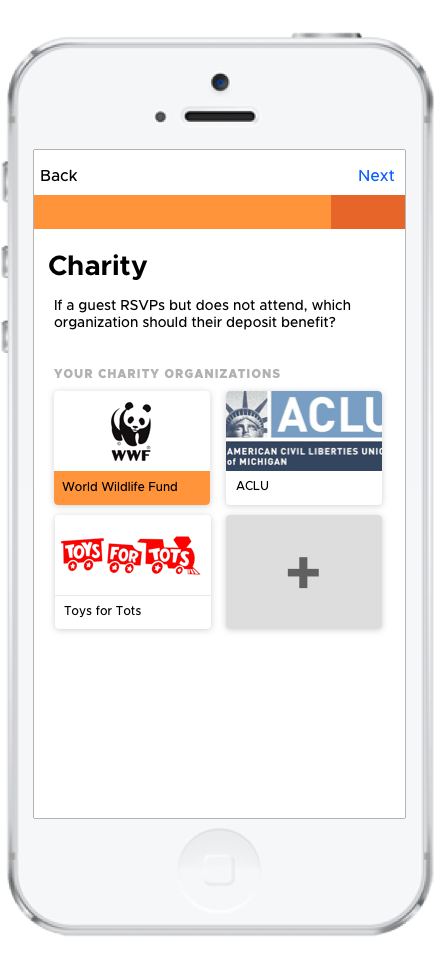 Back
Next
Charity
If a guest RSVPs but does not attend, which
organization should their deposit benefit?
YOUR CHARITY ORGANIZATIONS
WWF
World Wildlife Fund
ACLU
AMERICAN CIVIL LIBERTIES
of MICHIGAN
ACLU
TOYS FOR TOTS
Toys for Tots
+